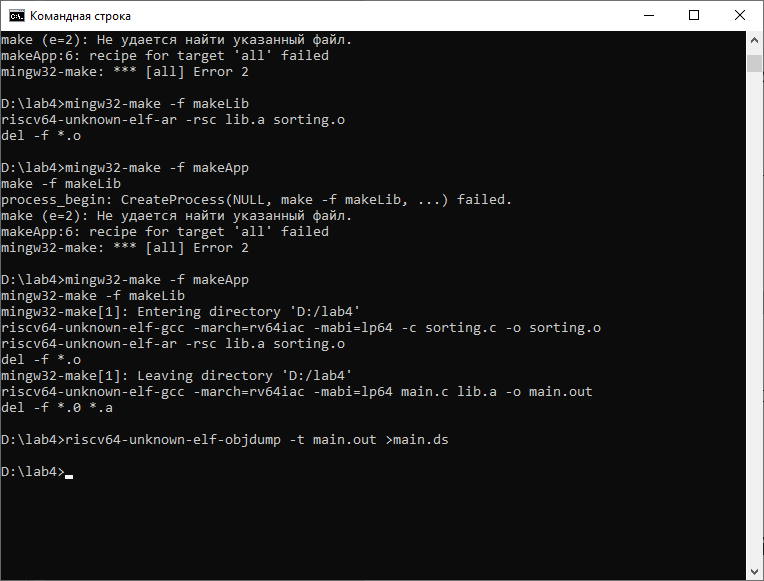 Командная строка
make (e=2): Не удается найти указанный файл.
makeApp:6: recipe for target 'all' failed
mingw32-make: *** [all] Error 2
D:\lab4>mingw32-make -f makeLib
riscv64-unknown-elf-ar -rsc lib.a sorting.o
del -f *.o
D:\lab4>mingw32-make -f makeApp
make -f makeLib
process_begin: CreateProcess(NULL, make -f makeLib, ...) failed.
make (e=2): Не удается найти указанный файл.
makeApp:6: recipe for target 'all' failed
mingw32-make: *** [all] Error 2
D:\lab4>mingw32-make -f makeApp
mingw32-make -f makeLib
mingw32-make[1]: Entering directory 'D:/lab4'
riscv64-unknown-elf-gcc -march=rv64iac -mabi=lp64 -c sorting.c -o sorting.o
riscv64-unknown-elf-ar -rsc lib.a sorting.o
del -f *.o
mingw32-make[1]: Leaving directory 'D:/lab4'
riscv64-unknown-elf-gcc -march=rv64iac -mabi=lp64 main.c lib.a -o main.out
del -f *.0 *.a
D:\lab4>riscv64-unknown-elf-objdump -t main.out >main.ds
D:\lab4>